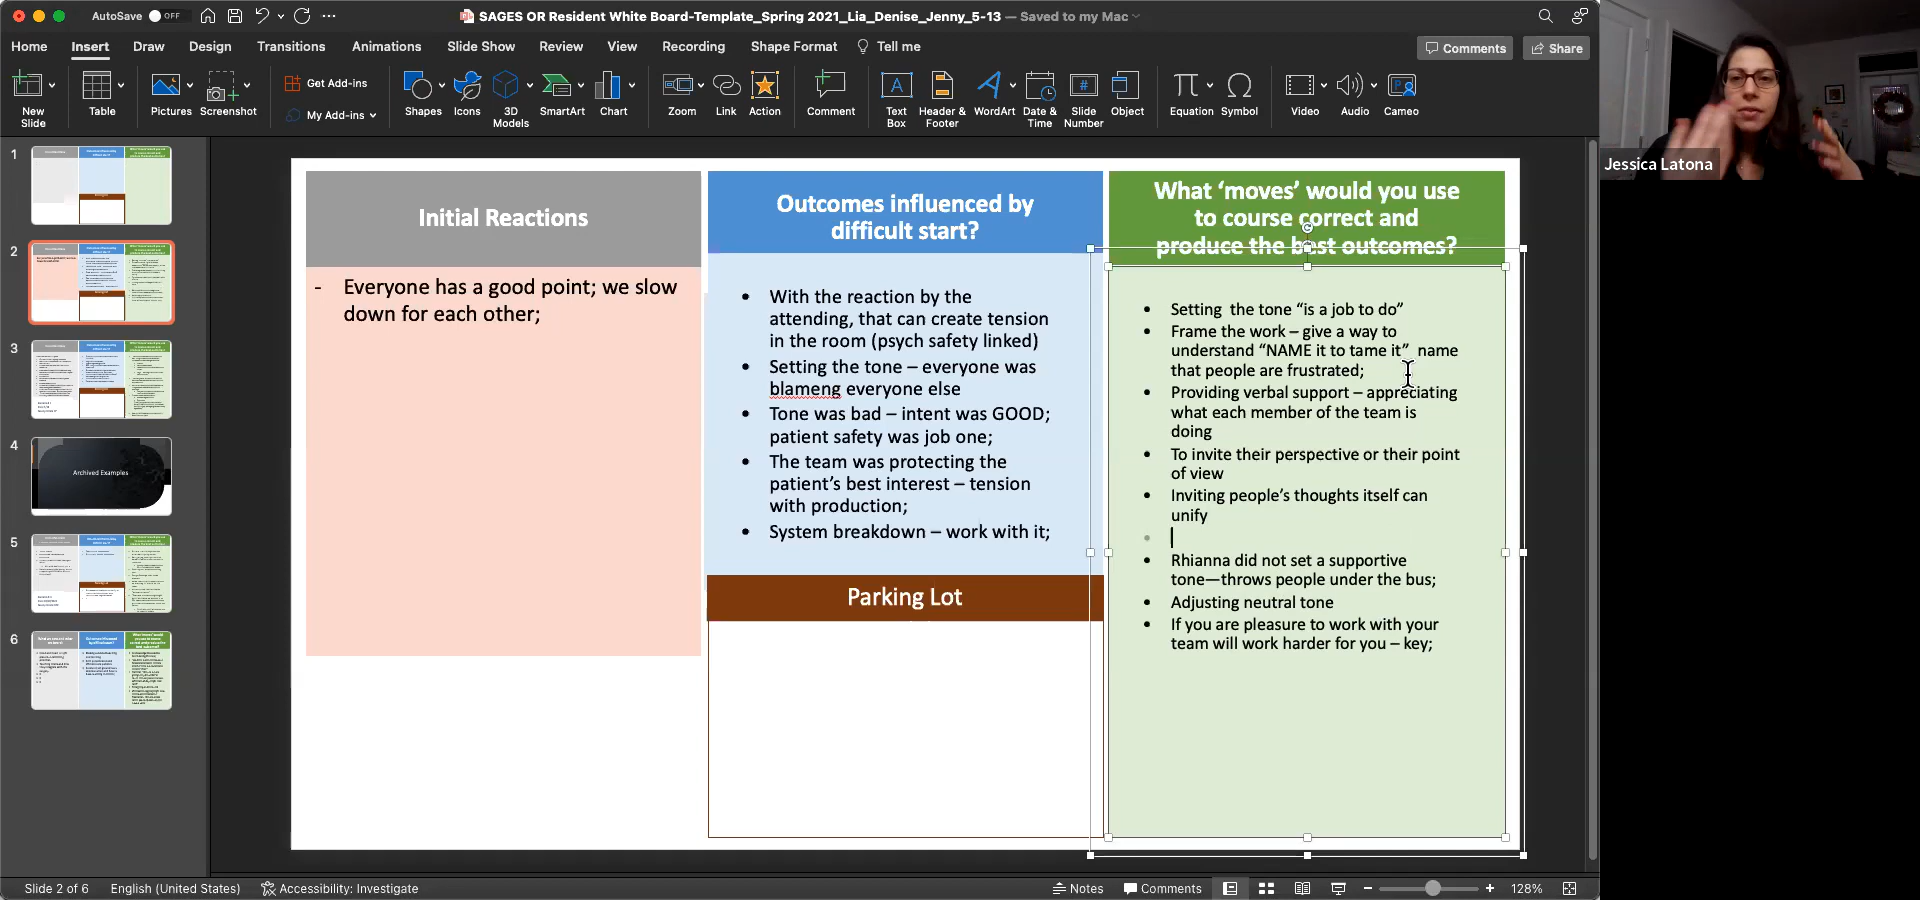 AutoSave OFF
SAGES OR Resident White Board-Template_Spring 2021_Lia_Denise_Jenny_5-13 — Saved to my Mac
Home Insert Draw Design Transitions Animations Slide Show Review View Recording Shape Format Tell me
Comments Share
New Slide
Table
Pictures
Screenshot
Get Add-ins
My Add-ins
Shapes
Icons
3D Models
SmartArt
Chart
Zoom
Link
Action
Comment
Text Box
Header & Footer
WordArt
Date & Time
Slide Number
Object
Equation
Symbol
Video
Audio
Cameo
Jessica Latona
1
2
3
4
Archived Examples
5
6
Initial Reactions
- Everyone has a good point; we slow
down for each other;
Outcomes influenced by
difficult start?
• With the reaction by the
attending, that can create tension
in the room (psych safety linked)
• Setting the tone – everyone was
blameng everyone else
• Tone was bad – intent was GOOD;
patient safety was job one;
• The team was protecting the
patient’s best interest – tension
with production;
• System breakdown – work with it;
Parking Lot
What ‘moves’ would you use
to course correct and
produce the best outcomes?
• Setting  the tone “is a job to do”
• Frame the work – give a way to
understand “NAME it to tame it”  name
that people are frustrated;
• Providing verbal support – appreciating
what each member of the team is
doing
• To invite their perspective or their point
of view
• Inviting people’s thoughts itself can
unify
•
• Rhianna did not set a supportive
tone—throws people under the bus;
• Adjusting neutral tone
• If you are pleasure to work with your
team will work harder for you – key;
Slide 2 of 6 English (United States) Accessibility: Investigate Notes Comments 128%